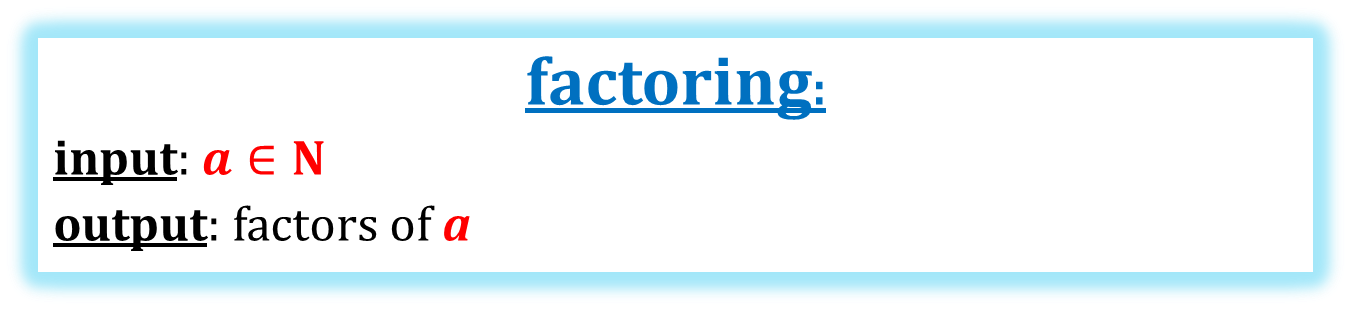 factoring:
input: a ∈ N
output: factors of a